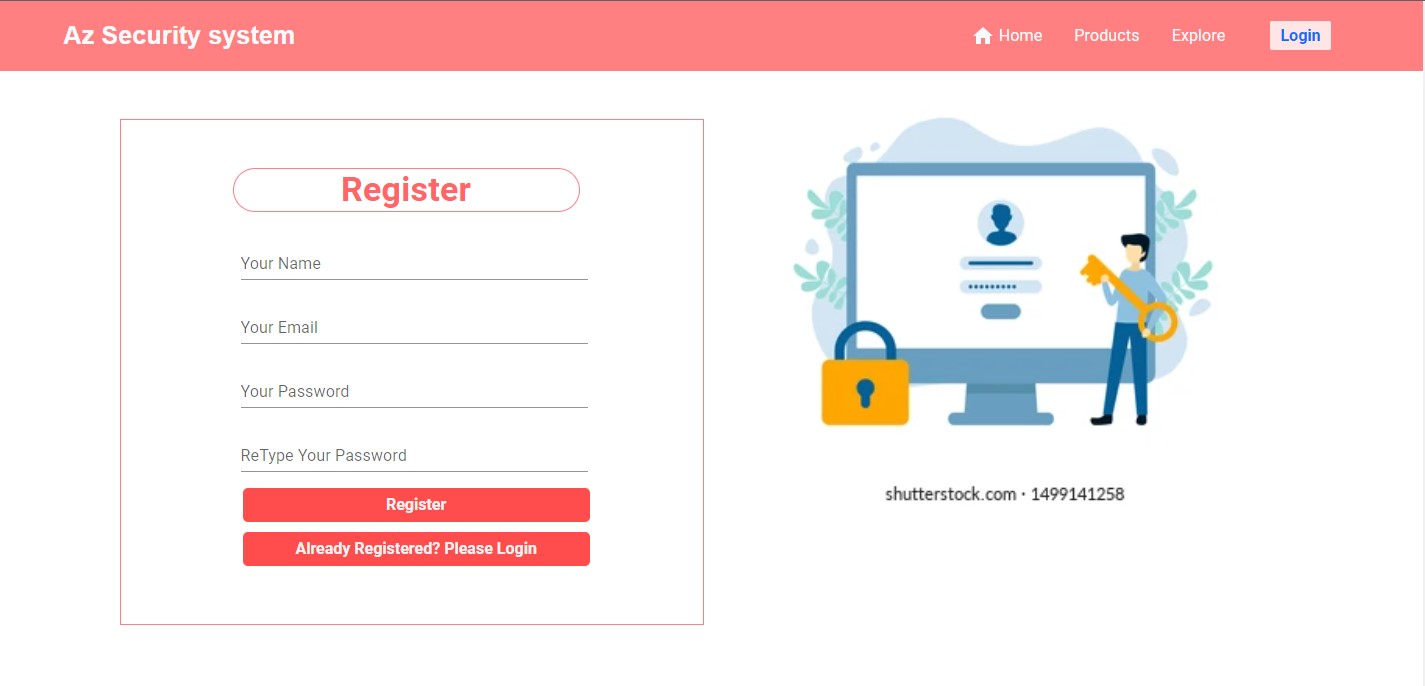 Az Security system
Home Products Explore Login
Register
Your Name
Your Email
Your Password
ReType Your Password
Register
Already Registered? Please Login
shutterstock.com · 1499141258